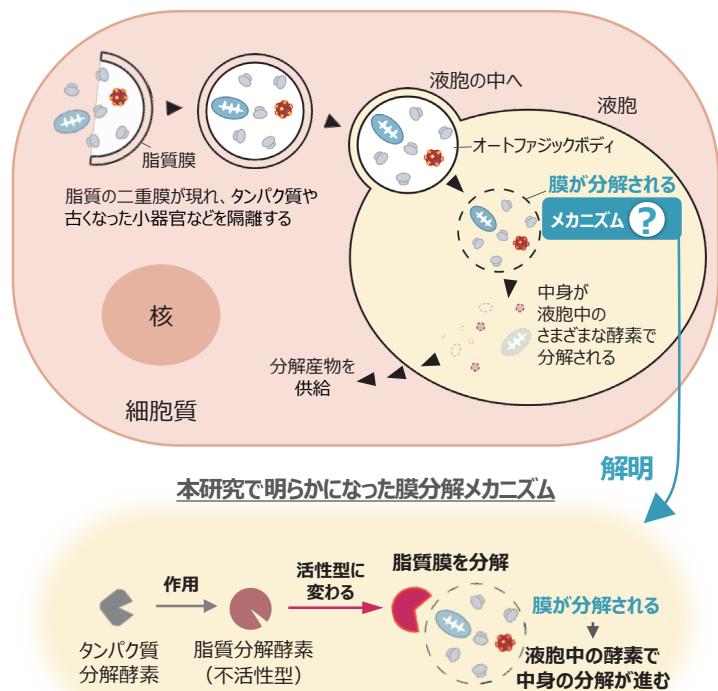 脂質膜
脂質の二重膜が現れ、タンパク質や
古くなった小器官などを隔離する
液胞の中へ
液胞
オートファジックボディ
膜が分解される
メカニズム?
中身が
液胞中の
さまざまな酵素で
分解される
分解産物を
供給
核
細胞質
解明
本研究で明らかになった膜分解メカニズム
タンパク質
分解酵素
作用
脂質分解酵素
（不活性型）
活性型に
変わる
脂質膜を分解
膜が分解される
液胞中の酵素で
中身の分解が進む